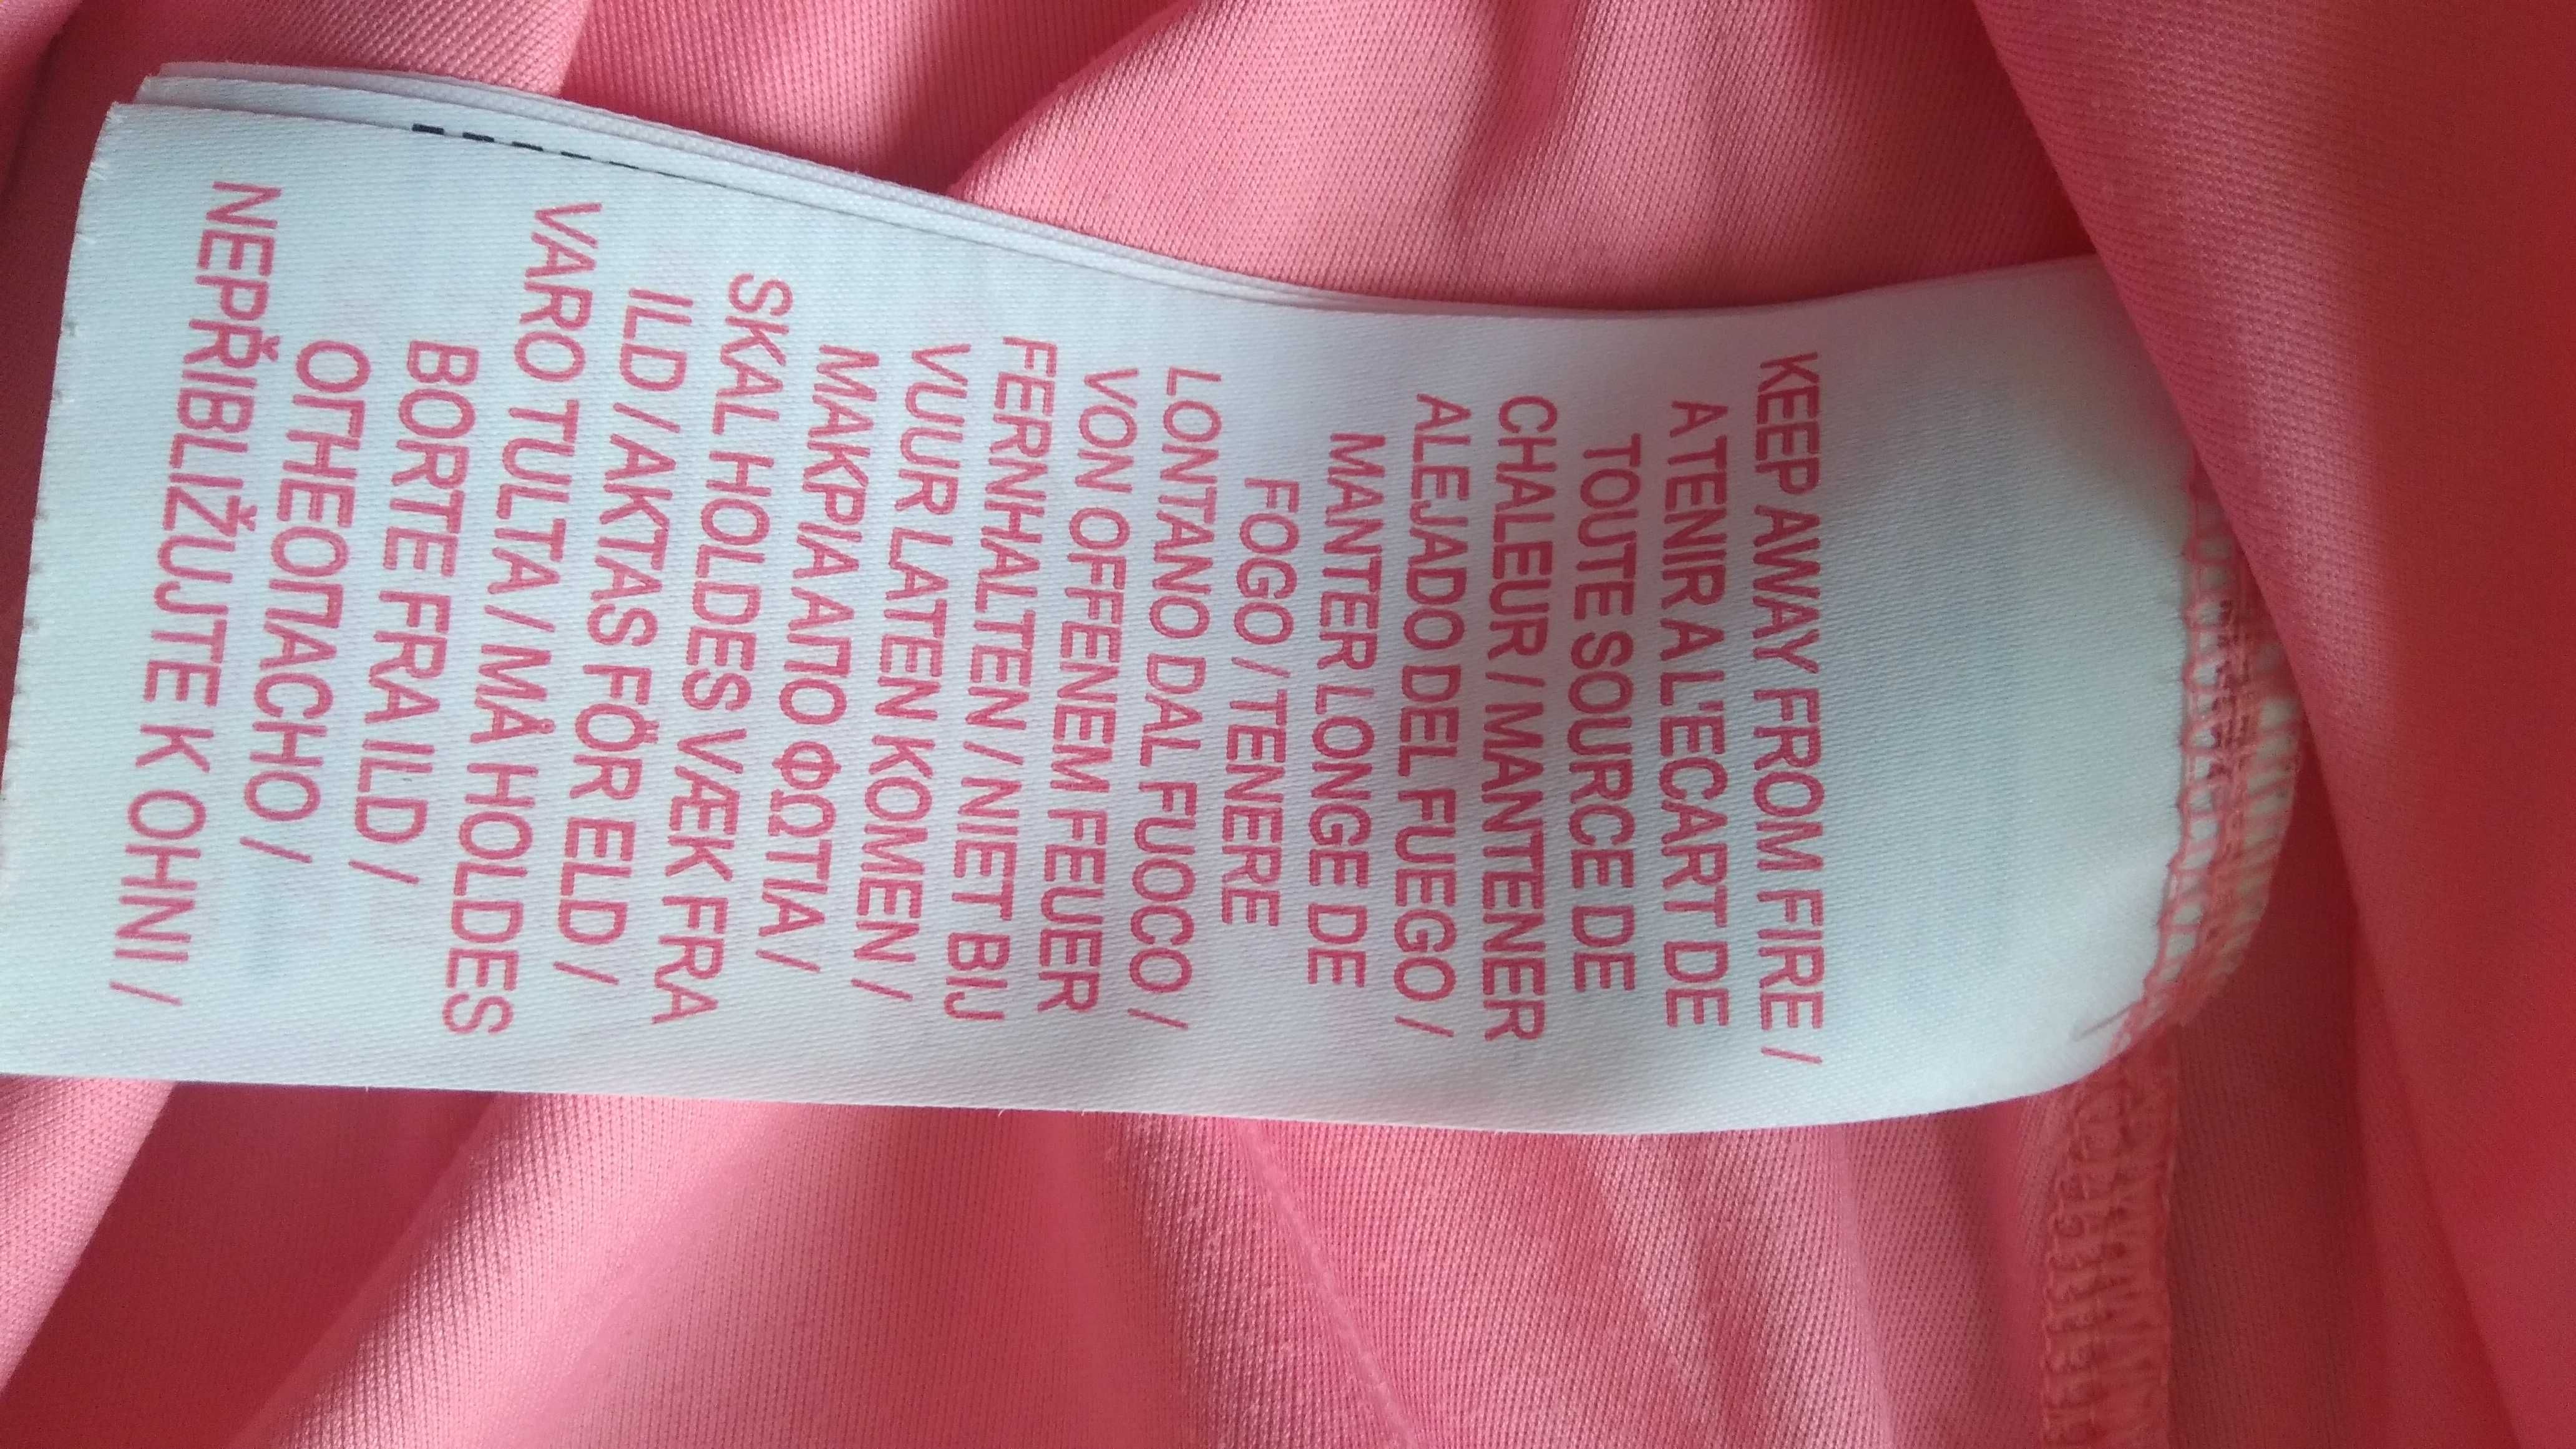 KEEP AWAY FROM FIRE /
A TENIR A L'ECART DE
TOUTE SOURCE DE
CHALEUR / MANTENER
ALEJADO DEL FUEGO /
MANTER LONGE DE
FOGO / TENERE
LONTANO DAL FUOCO /
VON OFFENEM FEUER
FERNHALTEN / NIET BIJ
VUUR LATEN KOMEN /
ΜΑΚΡΙΑ ΑΠΟ ΦΩΤΙΑ /
SKAL HOLDES VÆK FRA
ILD / AKTAS FÖR ELD /
VARO TULTA / MÅ HOLDES
BORTE FRA ILD /
ОГНЕОПАСНО /
NEPŘIBLIŽUJTE K OHNI /